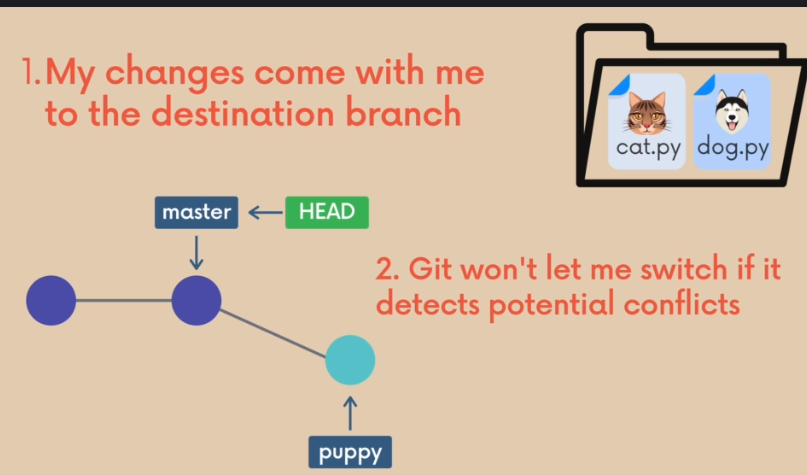 1. My changes come with me
to the destination branch
cat.py dog.py
master HEAD
2. Git won't let me switch if it
detects potential conflicts
puppy